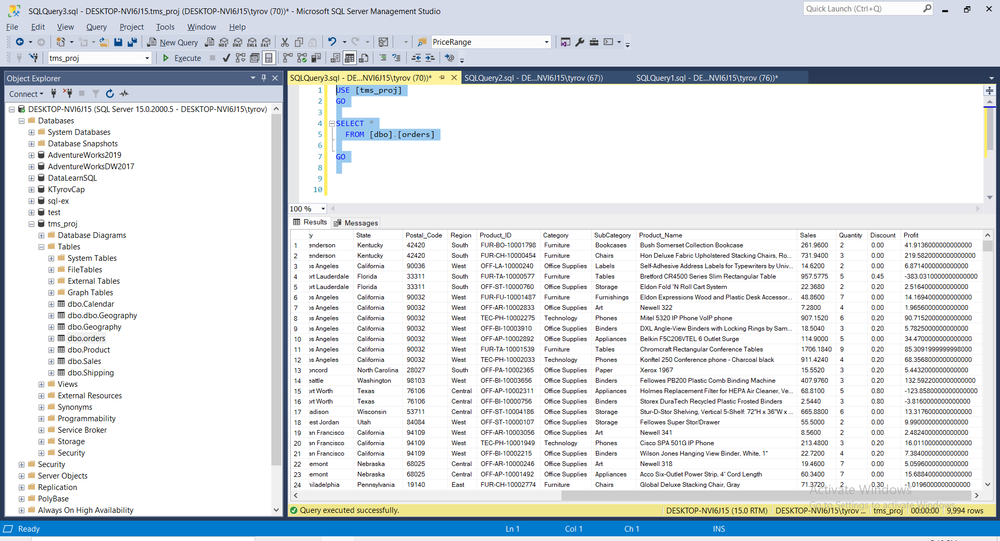 SQLQuery3.sql - DESKTOP-NVI6J15.tms_proj (DESKTOP-NVI6J15\tyrov (70))* - Microsoft SQL Server Management Studio
Quick Launch (Ctrl+Q)
File Edit View Query Project Tools Window Help
New Query MDX DMX XMLA DAX PriceRange
tms_proj Execute
Object Explorer
Connect
DESKTOP-NVI6J15 (SQL Server 15.0.2000.5 - DESKTOP-NVI6J15\tyrov)
Databases
System Databases
Database Snapshots
AdventureWorks2019
AdventureWorksDW2017
DataLearnSQL
KTyrovCap
sql-ex
test
tms_proj
Database Diagrams
Tables
System Tables
FileTables
External Tables
Graph Tables
dbo.Calendar
dbo.dbo.Geography
dbo.Geography
dbo.orders
dbo.Product
dbo.Sales
dbo.Shipping
Views
External Resources
Synonyms
Programmability
Service Broker
Storage
Security
Security
Server Objects
Replication
PolyBase
Always On High Availability
SQLQuery3.sql - DE...NVI6J15\tyrov (70))* SQLQuery2.sql - DE...NVI6J15\tyrov (67)) SQLQuery1.sql - DE...NVI6J15\tyrov (76))*
1 USE [tms_proj]
2 GO
3
4 SELECT *
5 FROM [dbo].[orders]
6
7 GO
8
9
10
100 %
Results Messages
y State Postal_Code Region Product_ID Category SubCategory Product_Name Sales Quantity Discount Profit
1 enderson Kentucky 42420 South FUR-BO-10001798 Furniture Bookcases Bush Somerset Collection Bookcase 261.9600 2 0.00 41.9136000000000000
2 enderson Kentucky 42420 South FUR-CH-10000454 Furniture Chairs Hon Deluxe Fabric Upholstered Stacking Chairs, Ro... 731.9400 3 0.00 219.5820000000000000
3 os Angeles California 90036 West OFF-LA-10000240 Office Supplies Labels Self-Adhesive Address Labels for Typewriters by Univ... 14.6200 2 0.00 6.8714000000000000
4 ort Lauderdale Florida 33311 South FUR-TA-10000577 Furniture Tables Bretford CR4500 Series Slim Rectangular Table 957.5775 5 0.45 -383.0310000000000000
5 ort Lauderdale Florida 33311 South OFF-ST-10000760 Office Supplies Storage Eldon Fold 'N Roll Cart System 22.3680 2 0.20 2.5164000000000000
6 os Angeles California 90032 West FUR-FU-10001487 Furniture Furnishings Eldon Expressions Wood and Plastic Desk Accessor... 48.8600 7 0.00 14.1694000000000000
7 os Angeles California 90032 West OFF-AR-10002833 Office Supplies Art Newell 322 7.2800 4 0.00 1.9656000000000000
8 os Angeles California 90032 West TEC-PH-10002275 Technology Phones Mitel 5320 IP Phone VoIP phone 907.1520 6 0.20 90.7152000000000000
9 os Angeles California 90032 West OFF-BI-10003910 Office Supplies Binders DXL Angle-View Binders with Locking Rings by Sam... 18.5040 3 0.20 5.7825000000000000
10 os Angeles California 90032 West OFF-AP-10002892 Office Supplies Appliances Belkin F5C206VTEL 6 Outlet Surge 114.9000 5 0.00 34.4700000000000000
11 os Angeles California 90032 West FUR-TA-10001539 Furniture Tables Chromcraft Rectangular Conference Tables 1706.1840 9 0.20 85.3091999999998000
12 os Angeles California 90032 West TEC-PH-10002033 Technology Phones Konftel 250 Conference phone - Charcoal black 911.4240 4 0.20 68.3568000000000000
13 oncord North Carolina 28027 South OFF-PA-10002365 Office Supplies Paper Xerox 1967 15.5520 3 0.20 5.4432000000000000
14 eattle Washington 98103 West OFF-BI-10003656 Office Supplies Binders Fellowes PB200 Plastic Comb Binding Machine 407.9760 3 0.20 132.5922000000000000
15 ort Worth Texas 76106 Central OFF-AP-10002311 Office Supplies Appliances Holmes Replacement Filter for HEPA Air Cleaner, Ve... 68.8100 5 0.80 -123.8580000000000000
16 ort Worth Texas 76106 Central OFF-BI-10000756 Office Supplies Binders Storex DuraTech Recycled Plastic Frosted Binders 2.5440 3 0.80 -3.8160000000000000
17 adison Wisconsin 53711 Central OFF-ST-10004186 Office Supplies Storage Stur-D-Stor Shelving, Vertical 5-Shelf: 72"H x 36"W x ... 665.8800 6 0.00 13.3176000000000000
18 est Jordan Utah 84084 West OFF-ST-10000107 Office Supplies Storage Fellowes Super Stor/Drawer 55.5000 2 0.00 9.9900000000000000
19 an Francisco California 94109 West OFF-AR-10003056 Office Supplies Art Newell 341 8.5600 2 0.00 2.4824000000000000
20 an Francisco California 94109 West TEC-PH-10001949 Technology Phones Cisco SPA 501G IP Phone 213.4800 3 0.20 16.0110000000000000
21 an Francisco California 94109 West OFF-BI-10002215 Office Supplies Binders Wilson Jones Hanging View Binder, White, 1" 22.7200 4 0.20 7.3840000000000000
22 emont Nebraska 68025 Central OFF-AR-10000246 Office Supplies Art Newell 318 19.4600 7 0.00 5.0596000000000000
23 emont Nebraska 68025 Central OFF-AP-10001492 Office Supplies Appliances Acco Six-Outlet Power Strip, 4' Cord Length 60.3400 7 0.00 15.6884000000000000
24 hiladelphia Pennsylvania 19140 East FUR-CH-10002774 Furniture Chairs Global Deluxe Stacking Chair, Gray 71.3720 2 0.30 -1.0196000000000000
Activate Windows
Go to Settings to activate Windows.
Query executed successfully. DESKTOP-NVI6J15 (15.0 RTM) DESKTOP-NVI6J15\tyrov ... tms_proj 00:00:00 9,994 rows
Ready Ln 1 Col 1 Ch 1 INS